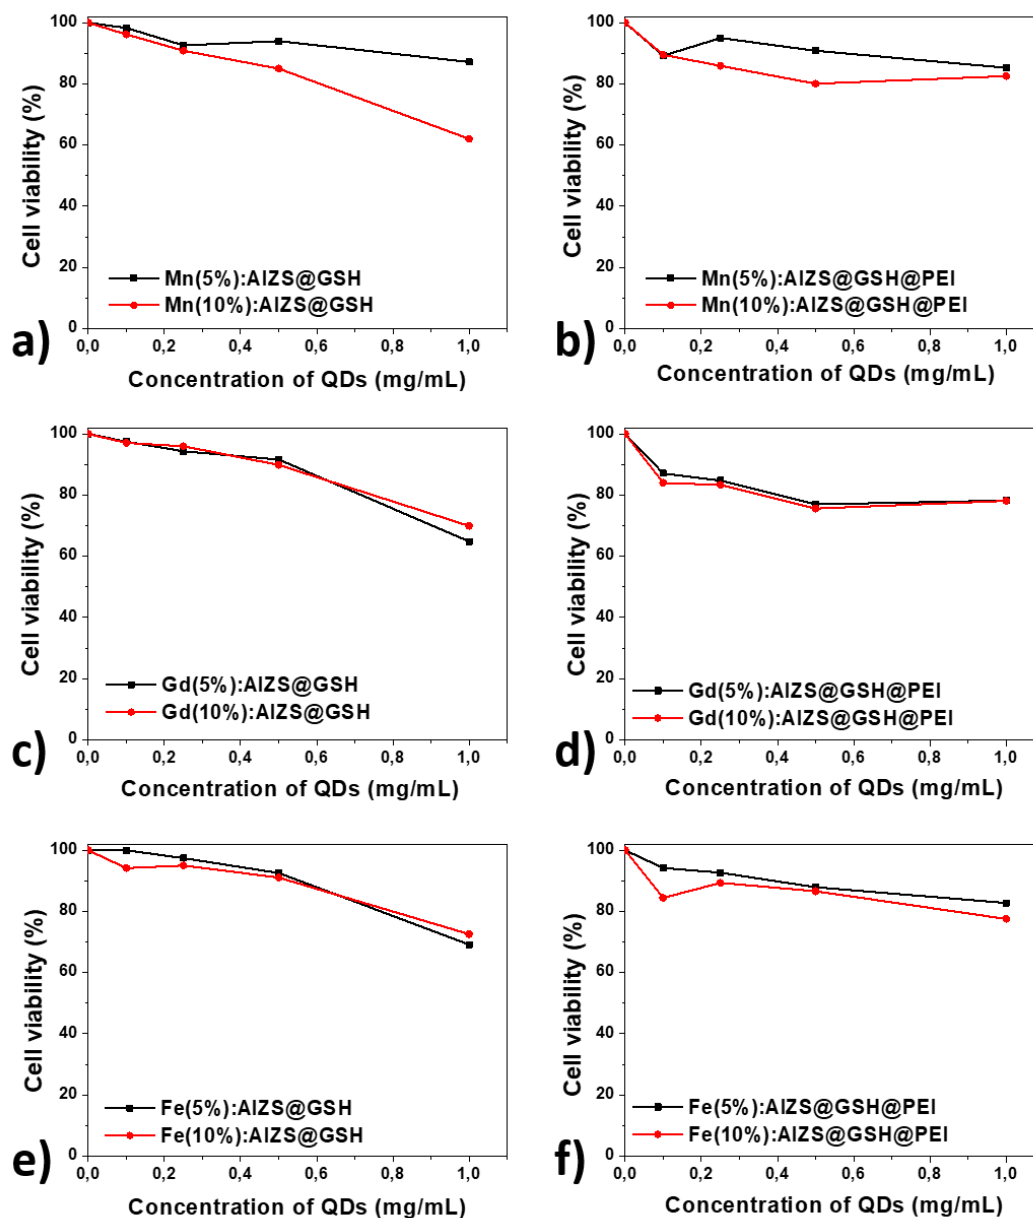 100
80
60
40
20
0
Cell viability (%)
Mn(5%):AIZS@GSH
Mn(10%):AIZS@GSH
0,0 0,2 0,4 0,6 0,8 1,0
Concentration of QDs (mg/mL)
a)
100
80
60
40
20
0
Cell viability (%)
Mn(5%):AIZS@GSH@PEI
Mn(10%):AIZS@GSH@PEI
0,0 0,2 0,4 0,6 0,8 1,0
Concentration of QDs (mg/mL)
b)
100
80
60
40
20
0
Cell viability (%)
Gd(5%):AIZS@GSH
Gd(10%):AIZS@GSH
0,0 0,2 0,4 0,6 0,8 1,0
Concentration of QDs (mg/mL)
c)
100
80
60
40
20
0
Cell viability (%)
Gd(5%):AIZS@GSH@PEI
Gd(10%):AIZS@GSH@PEI
0,0 0,2 0,4 0,6 0,8 1,0
Concentration of QDs (mg/mL)
d)
100
80
60
40
20
0
Cell viability (%)
Fe(5%):AIZS@GSH
Fe(10%):AIZS@GSH
0,0 0,2 0,4 0,6 0,8 1,0
Concentration of QDs (mg/mL)
e)
100
80
60
40
20
0
Cell viability (%)
Fe(5%):AIZS@GSH@PEI
Fe(10%):AIZS@GSH@PEI
0,0 0,2 0,4 0,6 0,8 1,0
Concentration of QDs (mg/mL)
f)